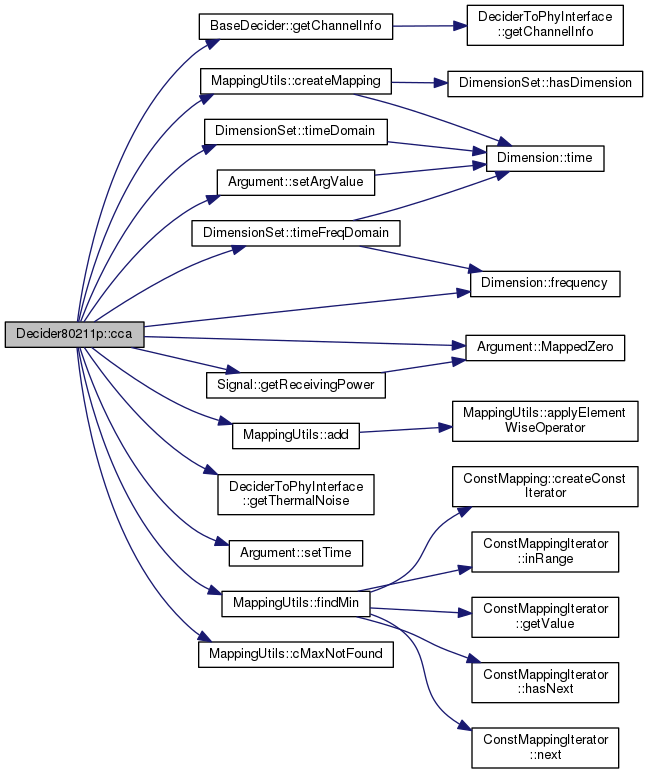 Decider80211p::cca
BaseDecider::getChannelInfo
DeciderToPhyInterface
::getChannelInfo
MappingUtils::createMapping
DimensionSet::hasDimension
DimensionSet::timeDomain
Dimension::time
Argument::setArgValue
DimensionSet::timeFreqDomain
Dimension::frequency
Argument::MappedZero
Signal::getReceivingPower
MappingUtils::add
MappingUtils::applyElement
WiseOperator
DeciderToPhyInterface
::getThermalNoise
Argument::setTime
MappingUtils::findMin
ConstMapping::createConst
Iterator
ConstMappingIterator
::inRange
ConstMappingIterator
::getValue
ConstMappingIterator
::hasNext
ConstMappingIterator
::next
MappingUtils::cMaxNotFound